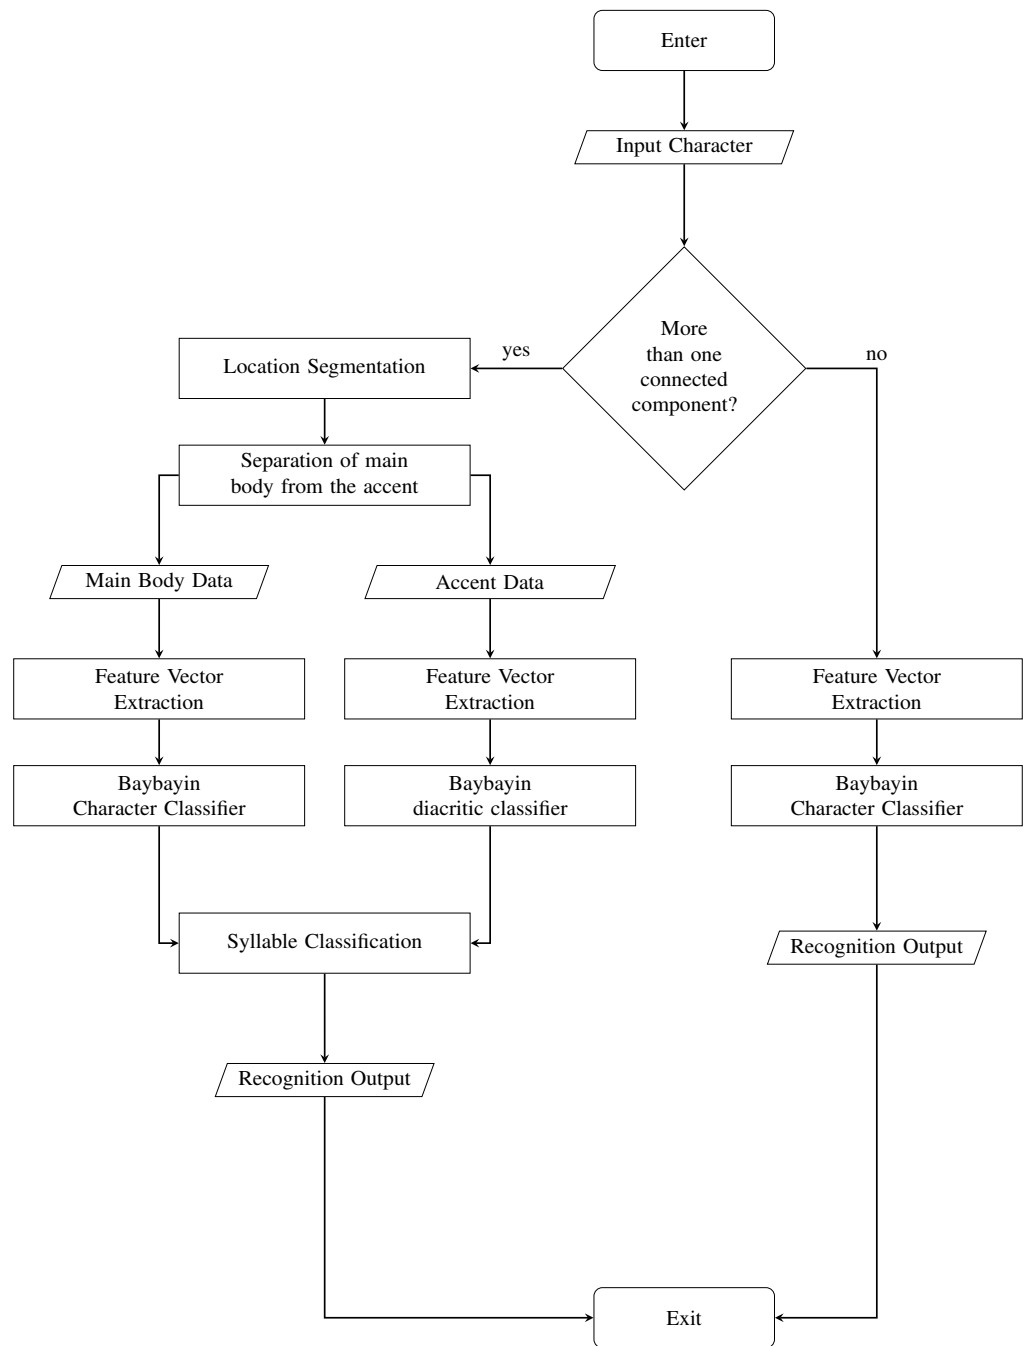 Enter
Input Character
More
than one
connected
component?
yes
no
Location Segmentation
Separation of main
body from the accent
Main Body Data
Accent Data
Feature Vector
Extraction
Feature Vector
Extraction
Feature Vector
Extraction
Baybayin
Character Classifier
Baybayin
diacritic classifier
Baybayin
Character Classifier
Syllable Classification
Recognition Output
Recognition Output
Exit